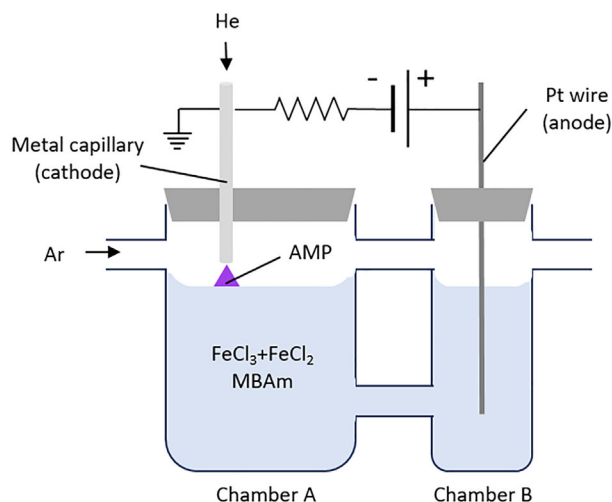 He
- +
Pt wire
(anode)
Metal capillary
(cathode)
Ar
AMP
FeCl₃+FeCl₂
MBAm
Chamber A
Chamber B